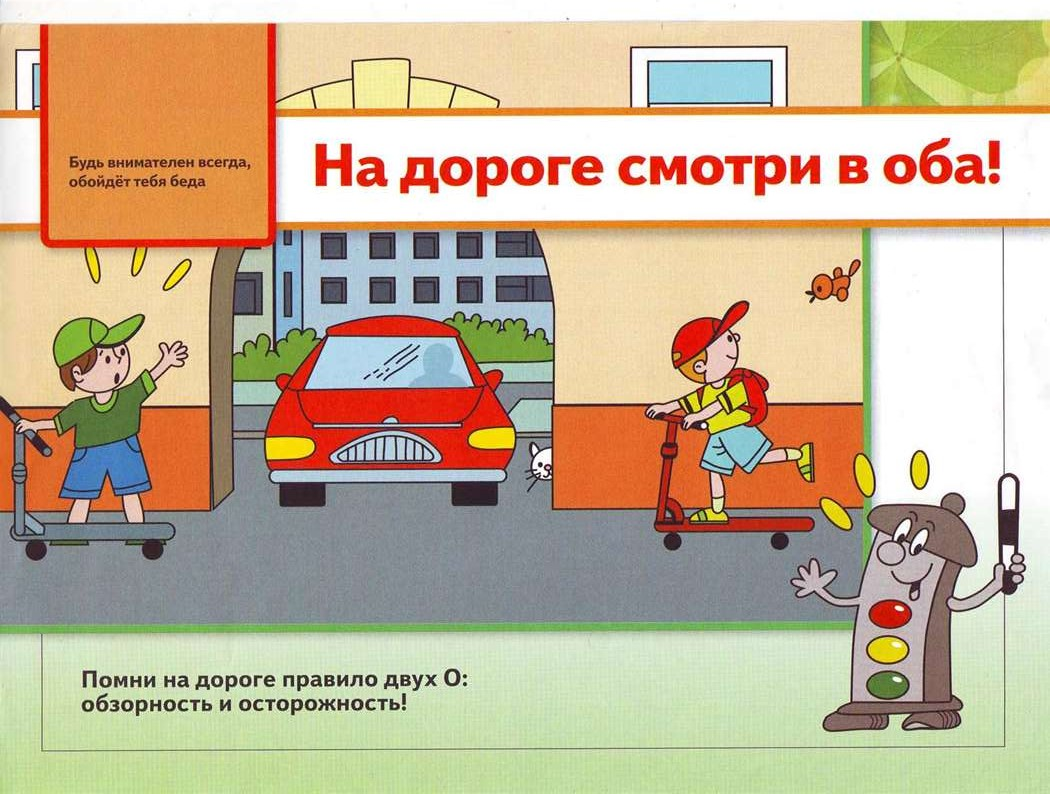 Будь внимателен всегда,
обойдёт тебя беда
На дороге смотри в оба!
Помни на дороге правило двух О:
обзорность и осторожность!